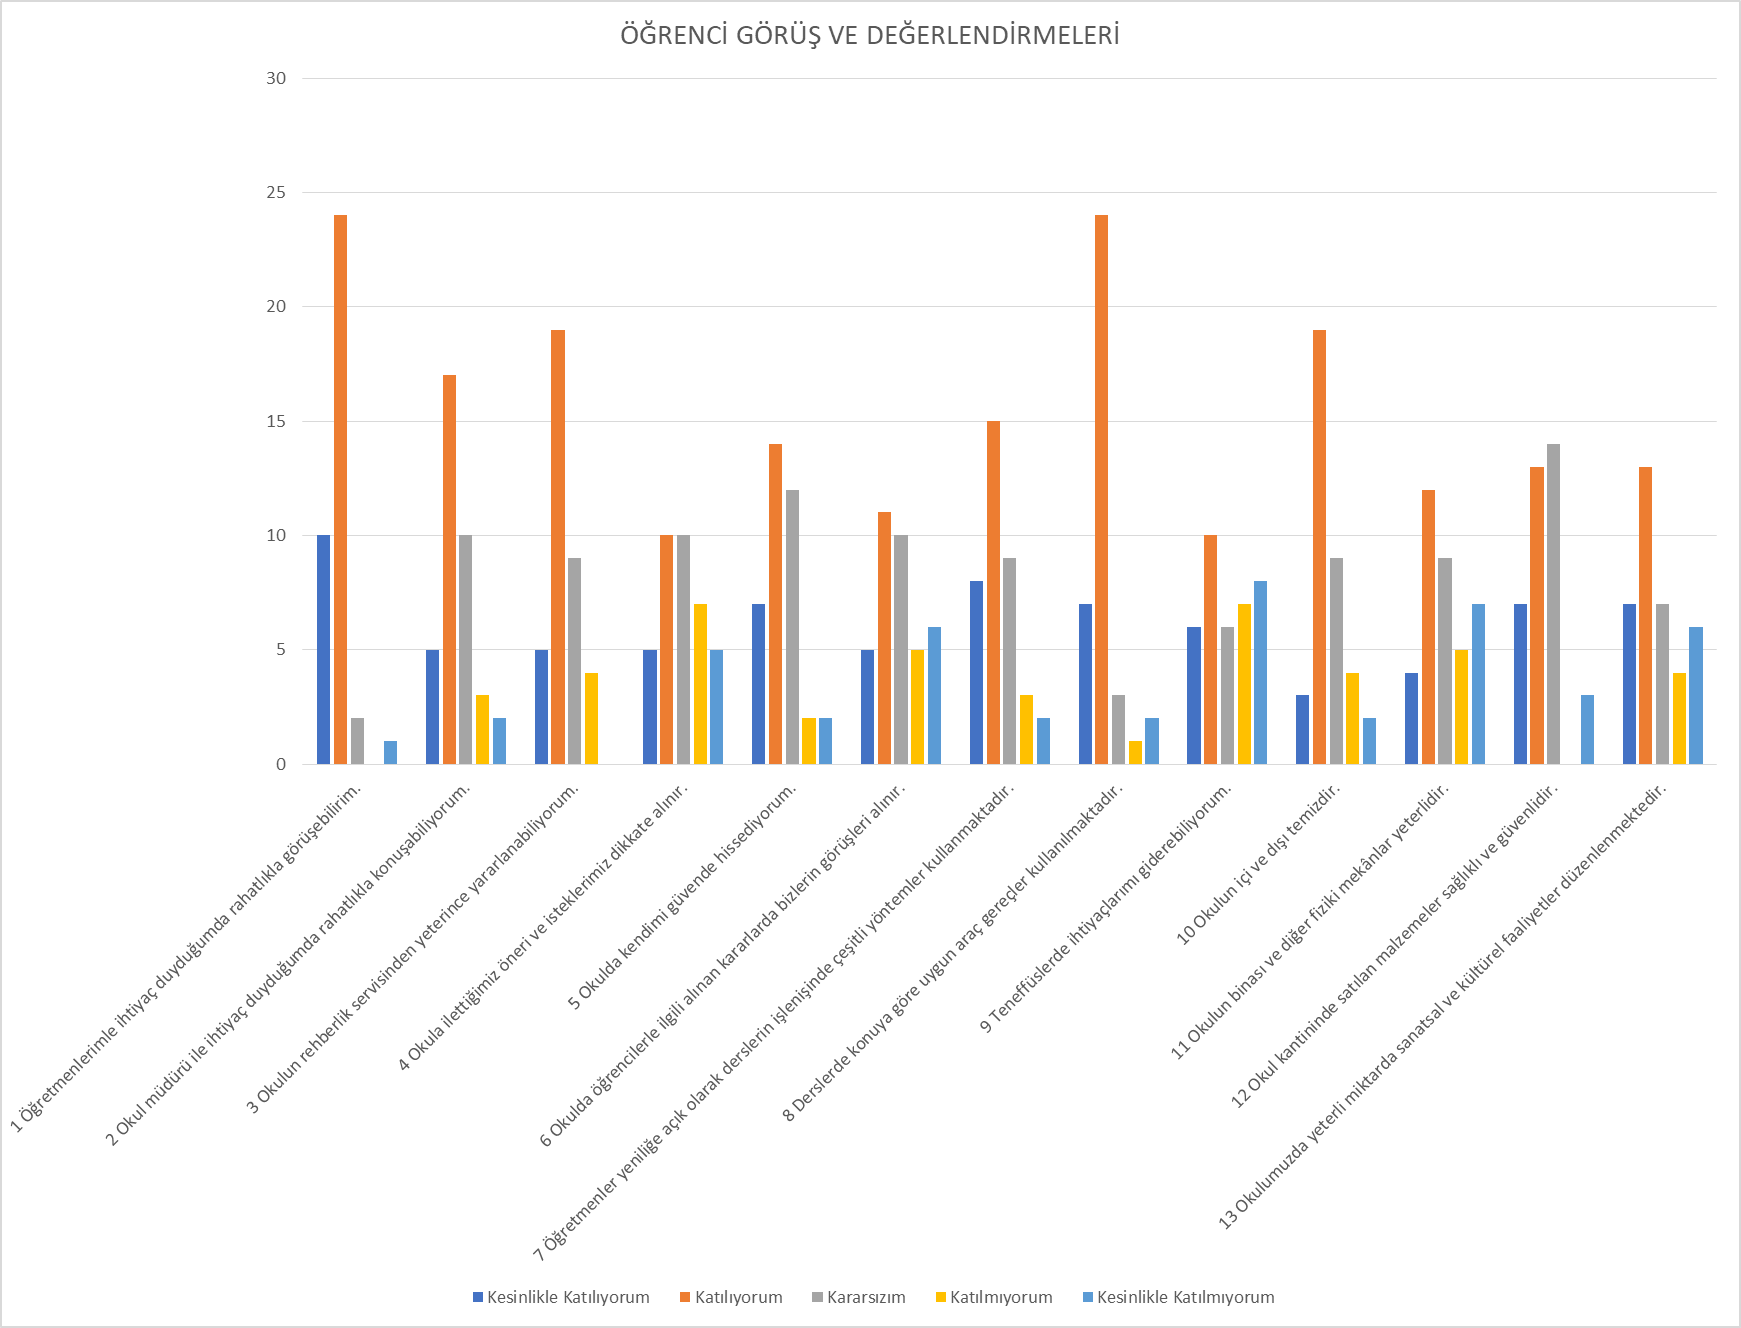 ÖĞRENCİ GÖRÜŞ VE DEĞERLENDİRMELERİ
30
25
20
15
10
5
0
1 Öğretmenlerimle ihtiyaç duyduğumda rahatlıkla görüşebilirim.
2 Okul müdürü ile ihtiyaç duyduğumda rahatlıkla konuşabiliyorum.
3 Okulun rehberlik servisinden yeterince yararlanabiliyorum.
4 Okula ilettiğimiz öneri ve isteklerimiz dikkate alınır.
5 Okulda kendimi güvende hissediyorum.
6 Okulda öğrencilerle ilgili alınan kararlarda bizlerin görüşleri alınır.
7 Öğretmenler yeniliğe açık olarak derslerin işlenişinde çeşitli yöntemler kullanmaktadır.
8 Derslerde konuya göre uygun araç gereçler kullanılmaktadır.
9 Teneffüslerde ihtiyaçlarımı giderebiliyorum.
10 Okulun içi ve dışı temizdir.
11 Okulun binası ve diğer fiziki mekânlar yeterlidir.
12 Okul kantininde satılan malzemeler sağlıklı ve güvenlidir.
13 Okulumuzda yeterli miktarda sanatsal ve kültürel faaliyetler düzenlenmektedir.
Kesinlikle Katılıyorum Katılıyorum Kararsızım Katılmıyorum Kesinlikle Katılmıyorum